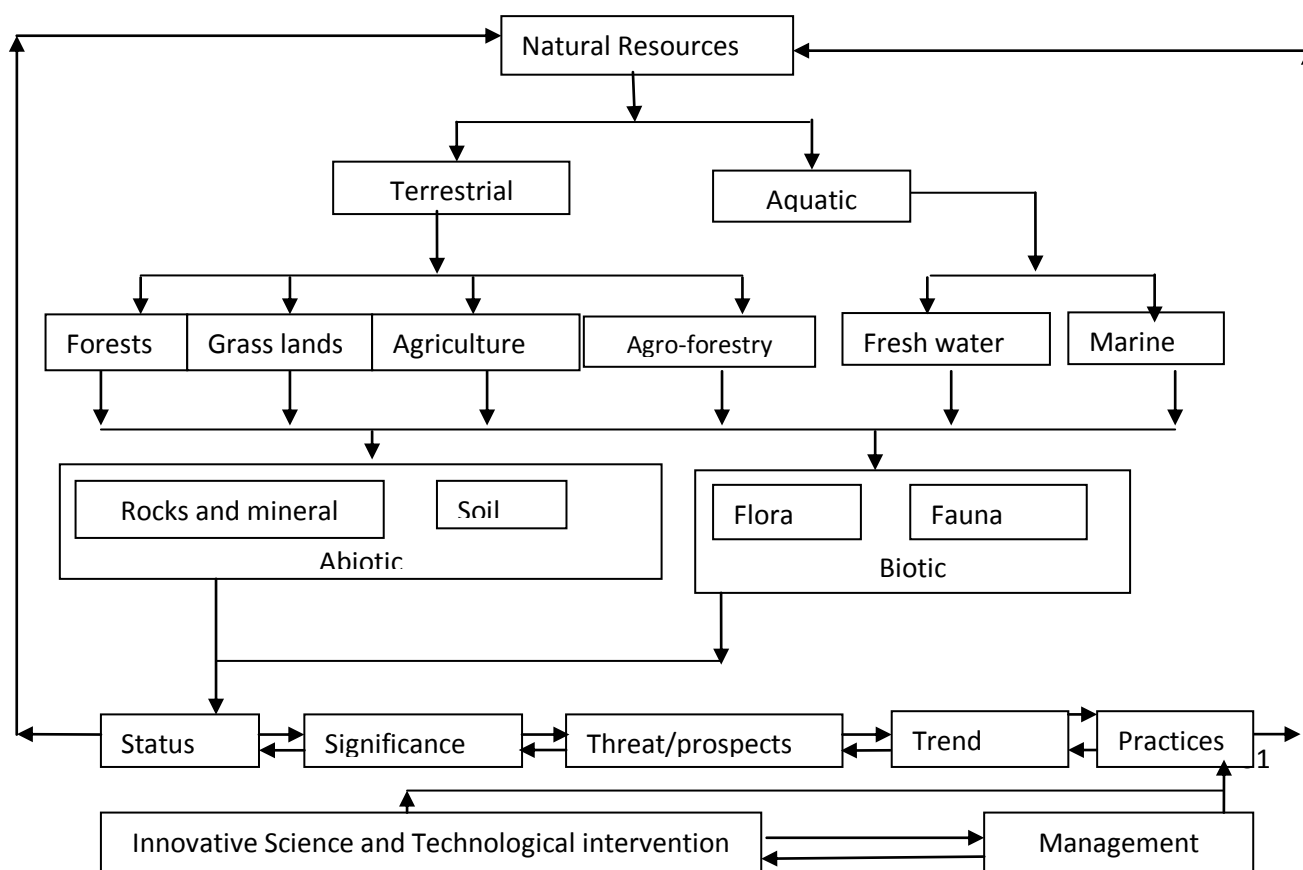 Natural Resources
Terrestrial
Aquatic
Forests
Grass lands
Agriculture
Agro-forestry
Fresh water
Marine
Rocks and mineral
Soil
Flora
Fauna
Abiotic
Biotic
Status
Significance
Threat/prospects
Trend
Practices
Innovative Science and Technological intervention
Management